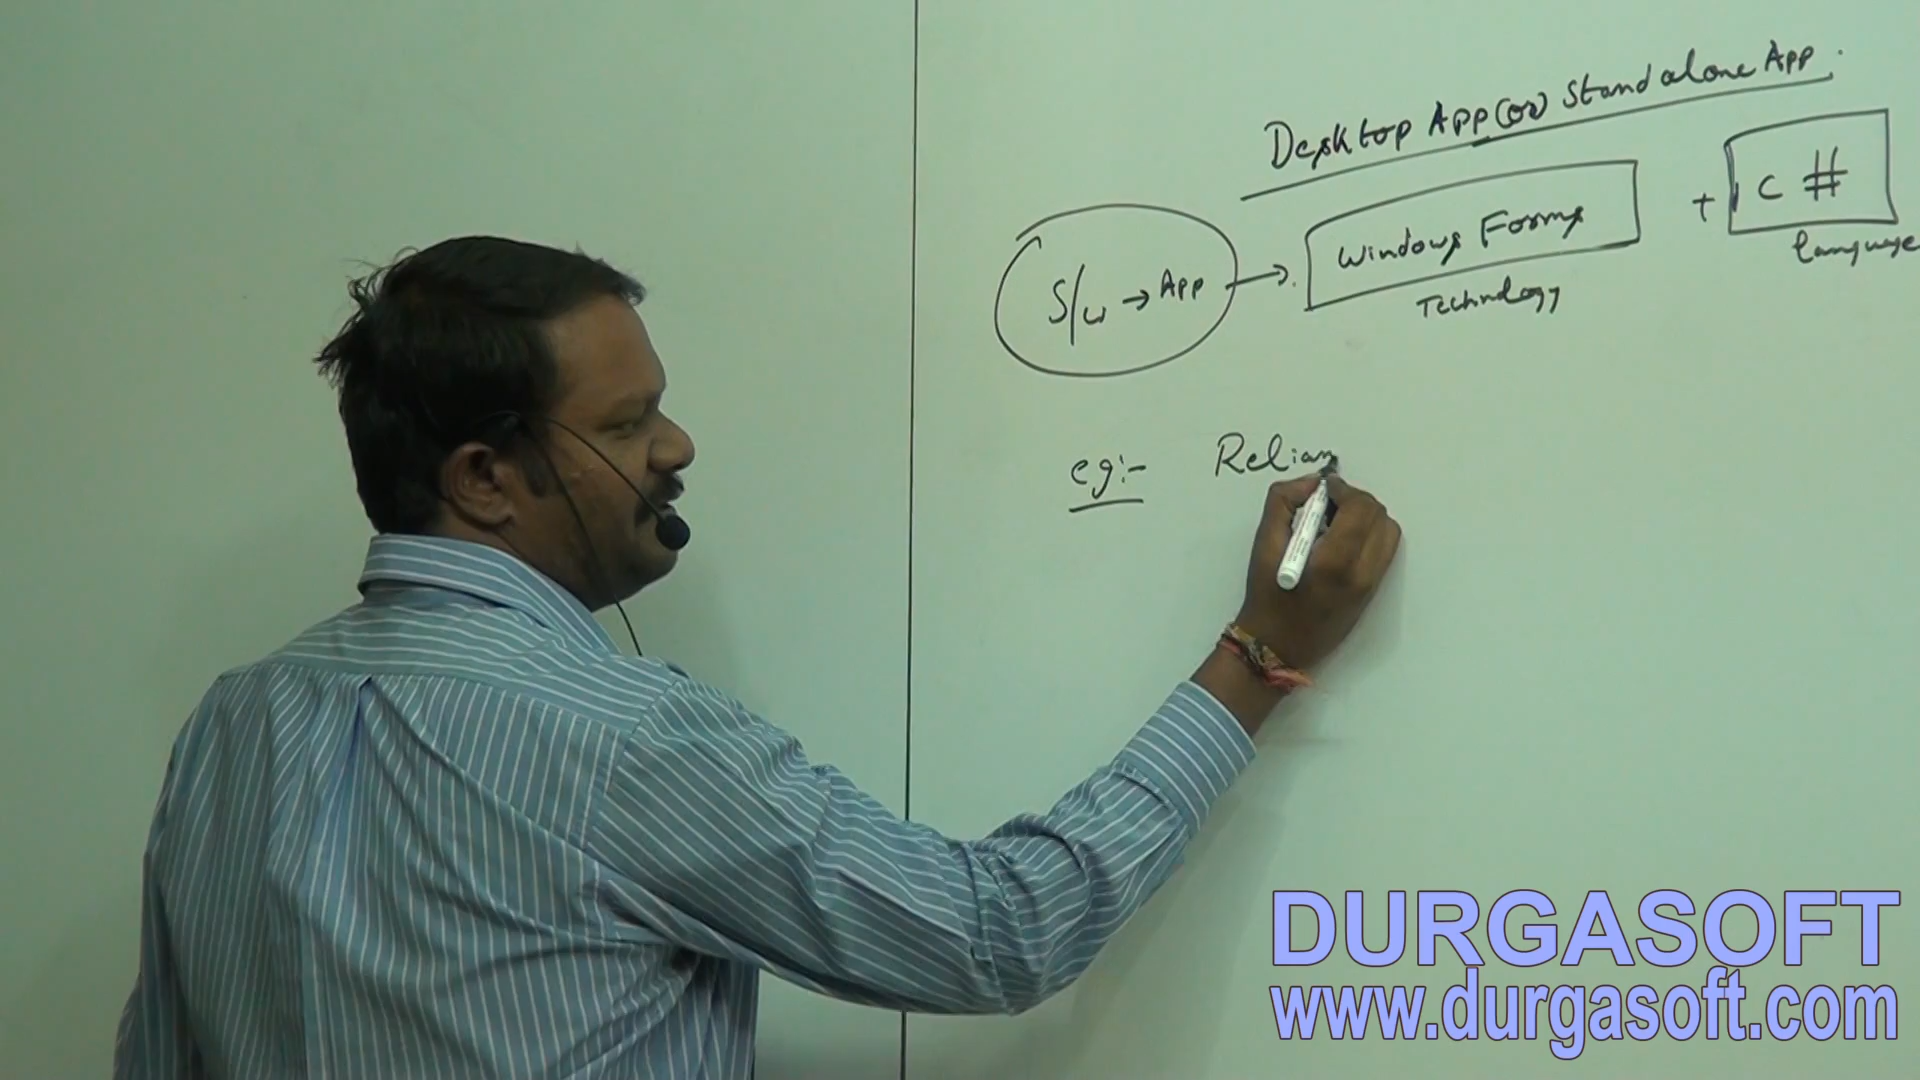 Desktop App (or) Standalone App.
S/w → App → Windows Forms + C #
Technology
Language
eg:- Relian
DURGASOFT
www.durgasoft.com